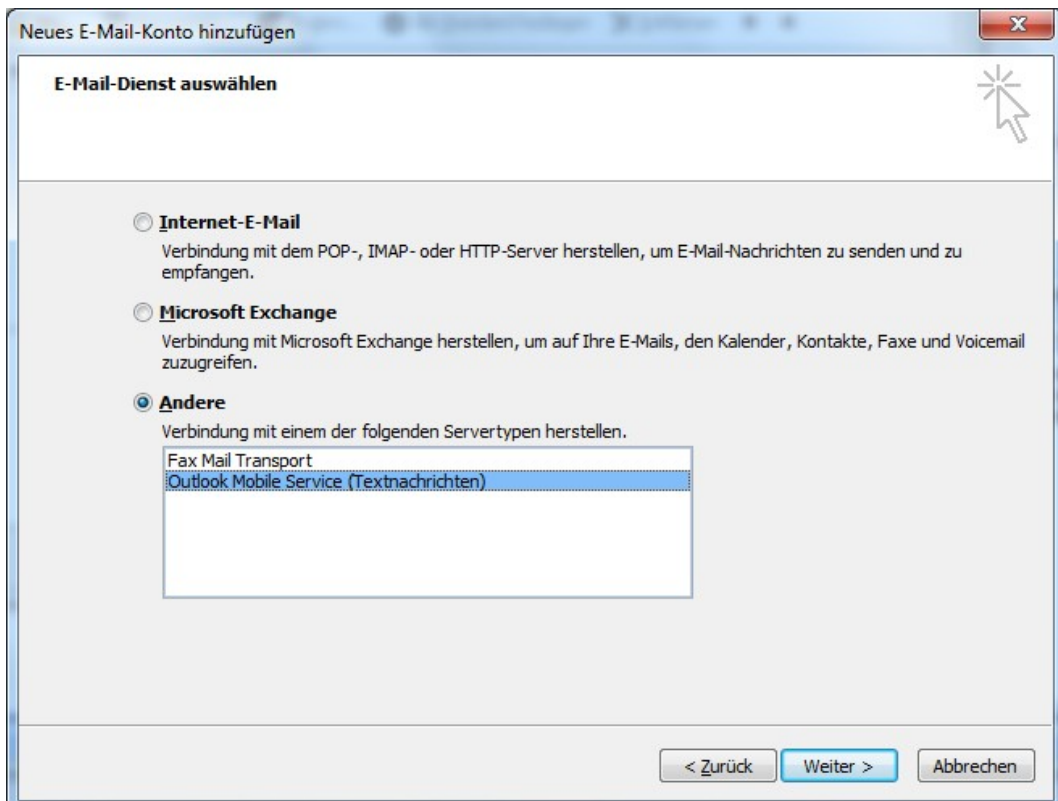 Neues E-Mail-Konto hinzufügen
E-Mail-Dienst auswählen
Internet-E-Mail
Verbindung mit dem POP-, IMAP- oder HTTP-Server herstellen, um E-Mail-Nachrichten zu senden und zu
empfangen.
Microsoft Exchange
Verbindung mit Microsoft Exchange herstellen, um auf Ihre E-Mails, den Kalender, Kontakte, Faxe und Voicemail
zuzugreifen.
Andere
Verbindung mit einem der folgenden Servertypen herstellen.
Fax Mail Transport
Outlook Mobile Service (Textnachrichten)
< Zurück Weiter > Abbrechen